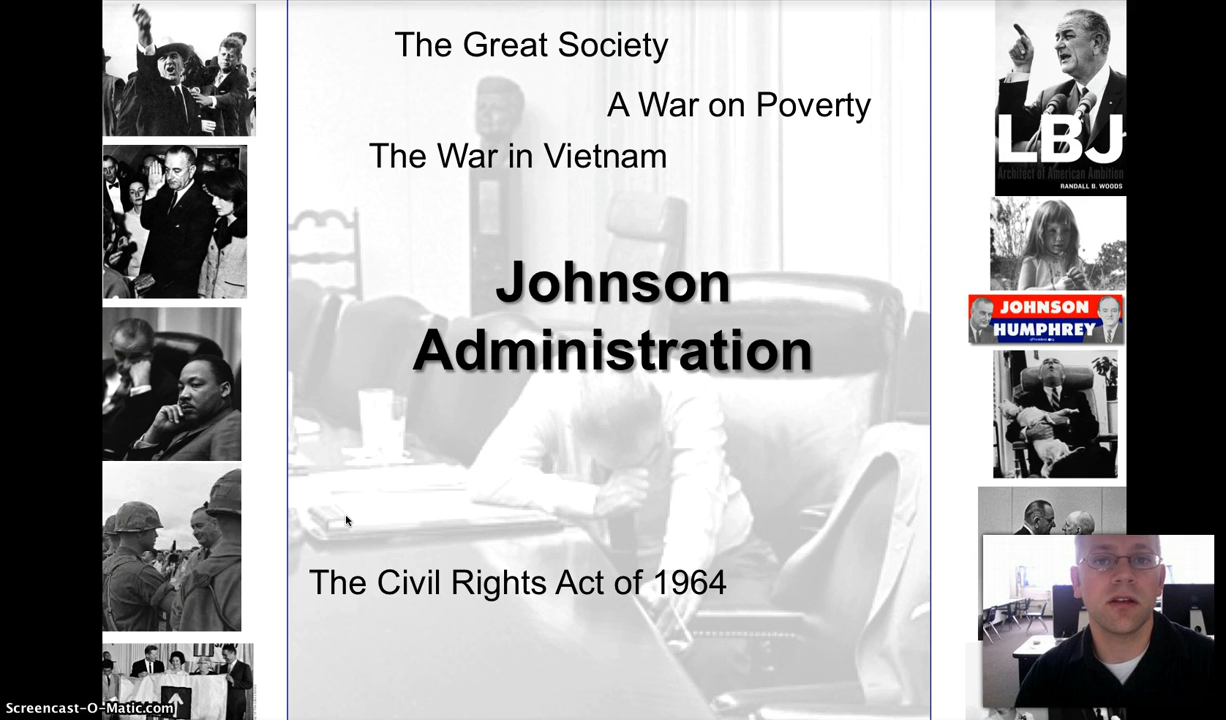 The Great Society
A War on Poverty
The War in Vietnam
Johnson
Administration
The Civil Rights Act of 1964
LBJ
Architect of American Ambition
RANDALL B. WOODS
JOHNSON
HUMPHREY
Screencast-O-Matic.com